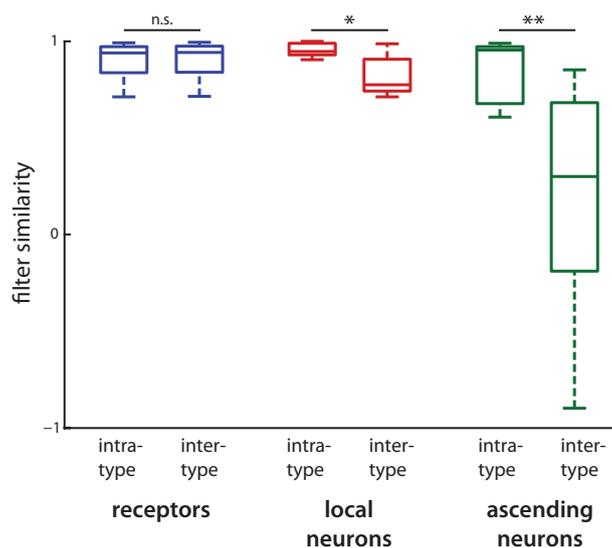 n.s.
*
**
1
0
−1
filter similarity
intra-
type
inter-
type
intra-
type
inter-
type
intra-
type
inter-
type
receptors
local
neurons
ascending
neurons